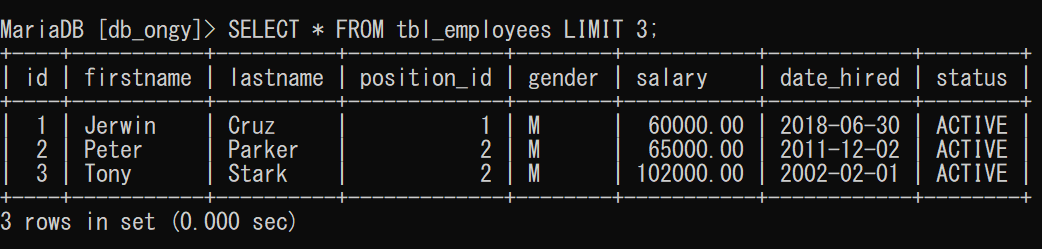 MariaDB [db_ongy]> SELECT * FROM tbl_employees LIMIT 3;
+----+-----------+----------+-------------+--------+-----------+------------+--------+
| id | firstname | lastname | position_id | gender | salary    | date_hired | status |
+----+-----------+----------+-------------+--------+-----------+------------+--------+
|  1 | Jerwin    | Cruz     |           1 | M      |  60000.00 | 2018-06-30 | ACTIVE |
|  2 | Peter     | Parker   |           2 | M      |  65000.00 | 2011-12-02 | ACTIVE |
|  3 | Tony      | Stark    |           2 | M      | 102000.00 | 2002-02-01 | ACTIVE |
+----+-----------+----------+-------------+--------+-----------+------------+--------+
3 rows in set (0.000 sec)